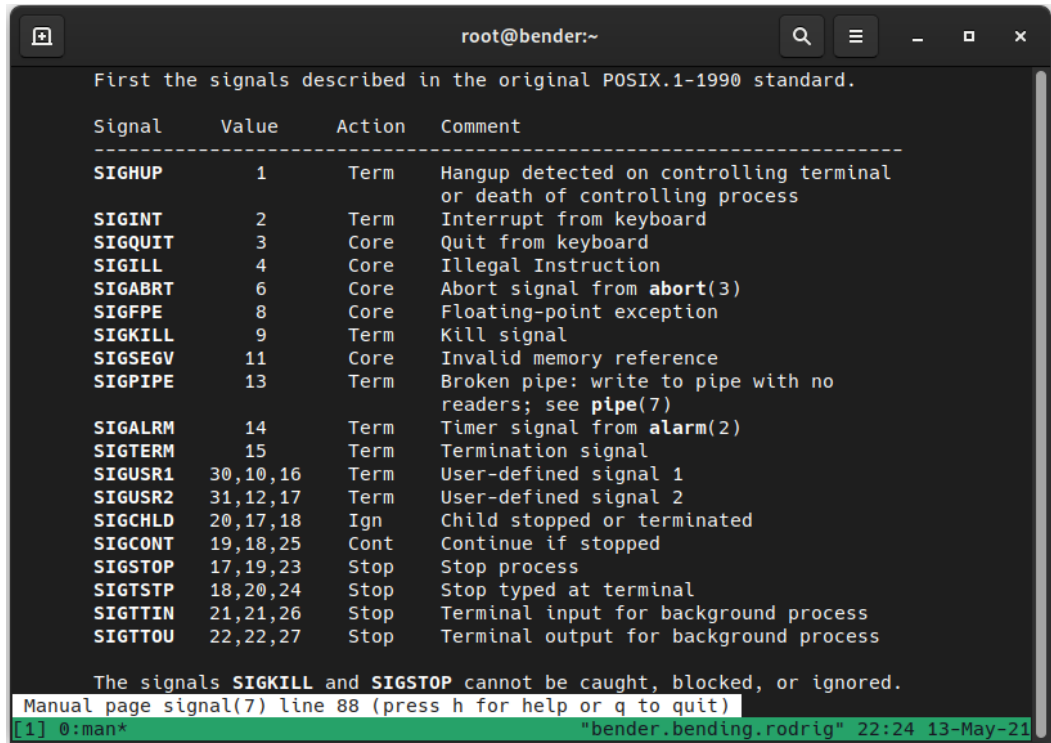 root@bender:~
First the signals described in the original POSIX.1-1990 standard.
Signal Value Action Comment
----------------------------------------------------------------------
SIGHUP 1 Term Hangup detected on controlling terminal
or death of controlling process
SIGINT 2 Term Interrupt from keyboard
SIGQUIT 3 Core Quit from keyboard
SIGILL 4 Core Illegal Instruction
SIGABRT 6 Core Abort signal from abort(3)
SIGFPE 8 Core Floating-point exception
SIGKILL 9 Term Kill signal
SIGSEGV 11 Core Invalid memory reference
SIGPIPE 13 Term Broken pipe: write to pipe with no
readers; see pipe(7)
SIGALRM 14 Term Timer signal from alarm(2)
SIGTERM 15 Term Termination signal
SIGUSR1 30,10,16 Term User-defined signal 1
SIGUSR2 31,12,17 Term User-defined signal 2
SIGCHLD 20,17,18 Ign Child stopped or terminated
SIGCONT 19,18,25 Cont Continue if stopped
SIGSTOP 17,19,23 Stop Stop process
SIGTSTP 18,20,24 Stop Stop typed at terminal
SIGTTIN 21,21,26 Stop Terminal input for background process
SIGTTOU 22,22,27 Stop Terminal output for background process
The signals SIGKILL and SIGSTOP cannot be caught, blocked, or ignored.
Manual page signal(7) line 88 (press h for help or q to quit)
[1] 0:man* "bender.bending.rodrig" 22:24 13-May-21